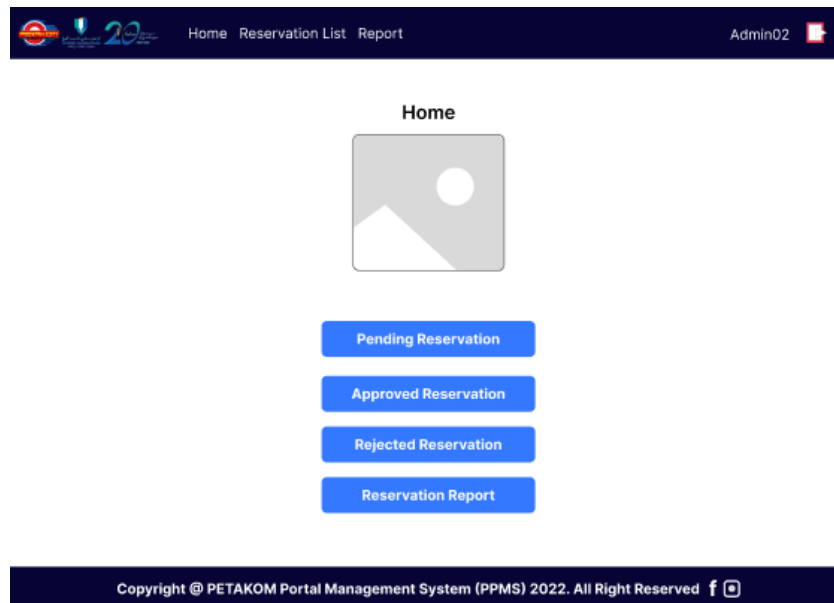 Home Reservation List Report Admin02
Home
Pending Reservation
Approved Reservation
Rejected Reservation
Reservation Report
Copyright @ PETAKOM Portal Management System (PPMS) 2022. All Right Reserved